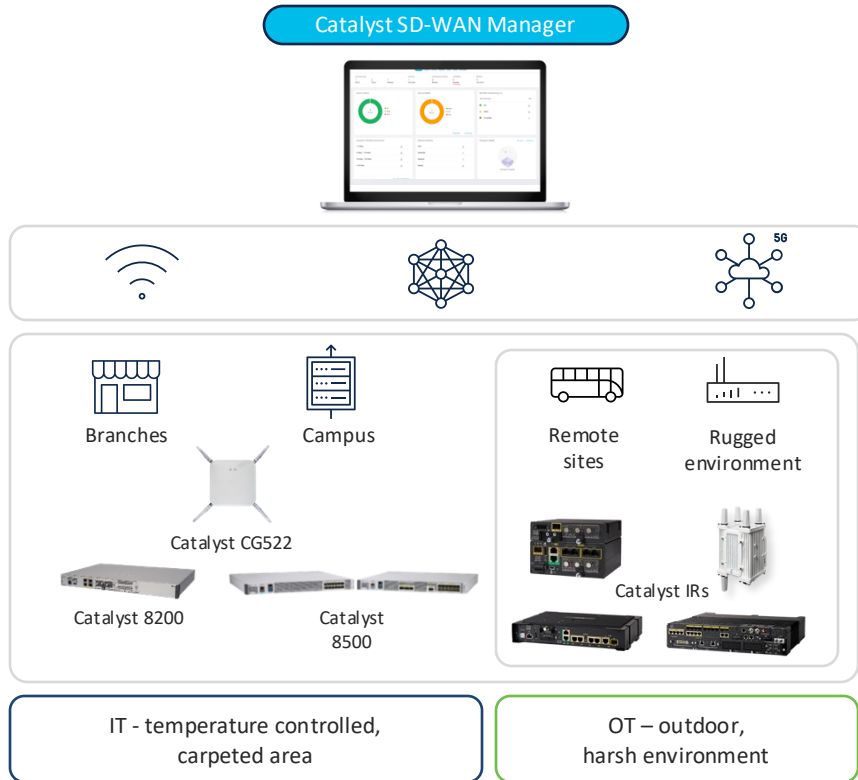 Catalyst SD-WAN Manager
5G
Branches
Campus
Remote
sites
Rugged
environment
Catalyst CG522
Catalyst 8200
Catalyst
8500
Catalyst IRs
IT - temperature controlled,
carpeted area
OT – outdoor,
harsh environment